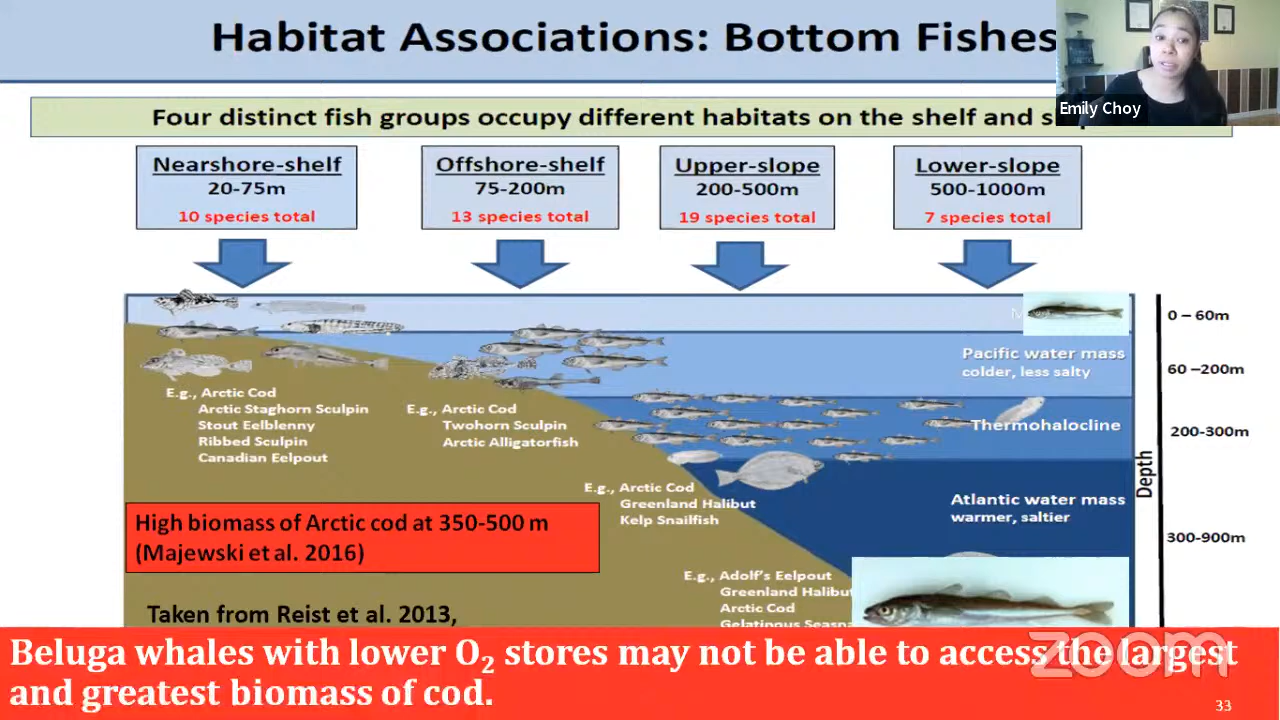 Habitat Associations: Bottom Fishes
Emily Choy
Four distinct fish groups occupy different habitats on the shelf and
Nearshore-shelf
20-75m
10 species total
Offshore-shelf
75-200m
13 species total
Upper-slope
200-500m
19 species total
Lower-slope
500-1000m
7 species total
0 – 60m
Pacific water mass
colder, less salty
60 –200m
Thermohalocline
200-300m
Depth
Atlantic water mass
warmer, saltier
300-900m
E.g., Arctic Cod
Arctic Staghorn Sculpin
Stout Eelblenny
Ribbed Sculpin
Canadian Eelpout
E.g., Arctic Cod
Twohorn Sculpin
Arctic Alligatorfish
E.g., Arctic Cod
Greenland Halibut
Kelp Snailfish
E.g., Adolf's Eelpout
Greenland Halibut
Arctic Cod
Gelatinous
High biomass of Arctic cod at 350-500 m
(Majewski et al. 2016)
Taken from Reist et al. 2013,
Beluga whales with lower O2 stores may not be able to access the largest
and greatest biomass of cod.
zoom
33